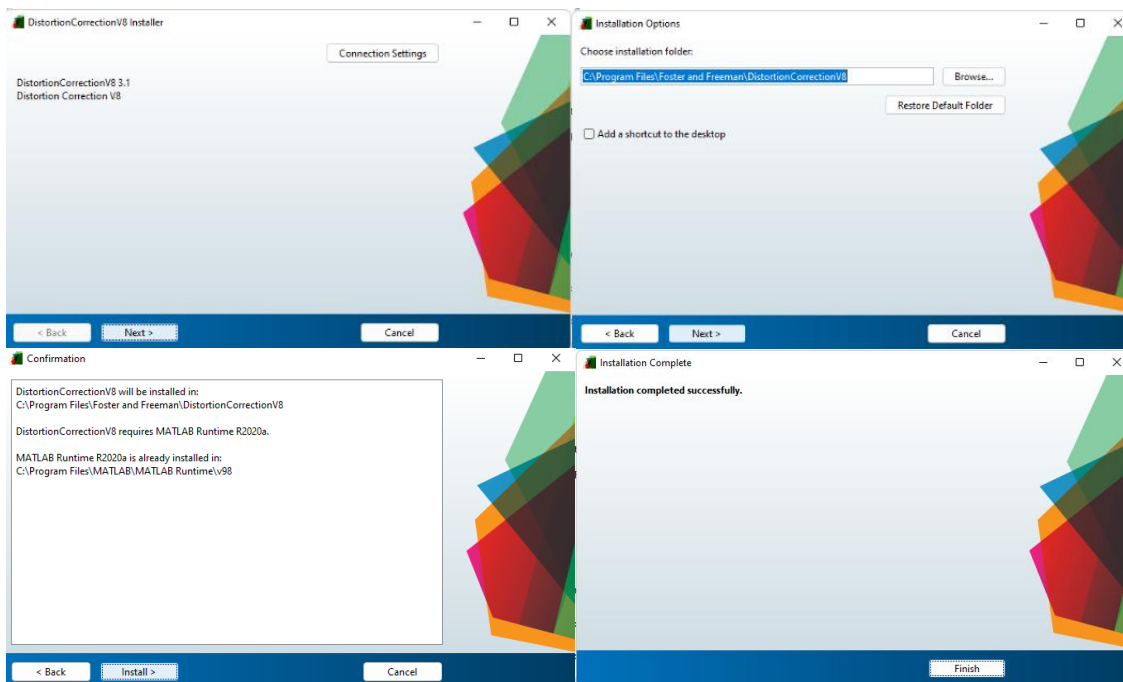 DistortionCorrectionV8 Installer
Connection Settings
DistortionCorrectionV8 3.1
Distortion Correction V8
< Back
Next >
Cancel
Installation Options
Choose installation folder:
C:\Program Files\Foster and Freeman\DistortionCorrectionV8
Browse...
Restore Default Folder
Add a shortcut to the desktop
< Back
Next >
Cancel
Confirmation
DistortionCorrectionV8 will be installed in:
C:\Program Files\Foster and Freeman\DistortionCorrectionV8
DistortionCorrectionV8 requires MATLAB Runtime R2020a.
MATLAB Runtime R2020a is already installed in:
C:\Program Files\MATLAB\MATLAB Runtime\v98
< Back
Install >
Cancel
Installation Complete
Installation completed successfully.
Finish